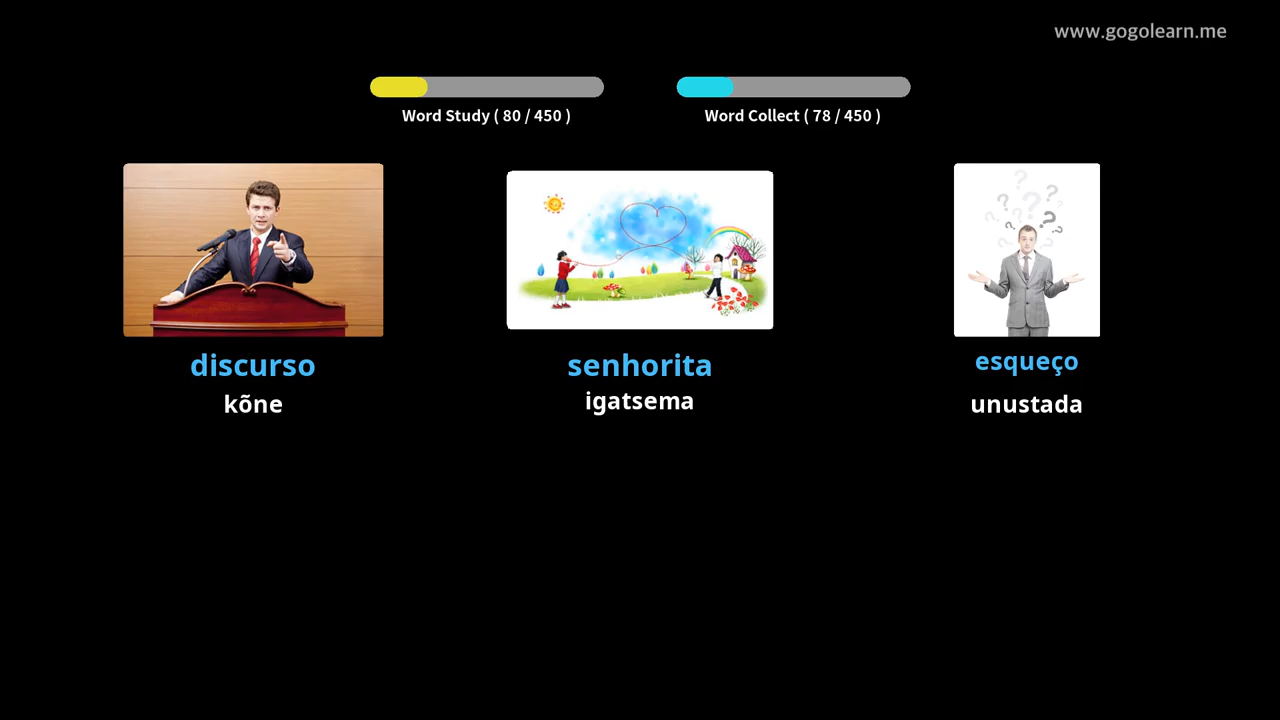 www.gogolearn.me
Word Study ( 80 / 450 )
Word Collect ( 78 / 450 )
discurso
kõne
senhorita
igatsema
esqueço
unustada